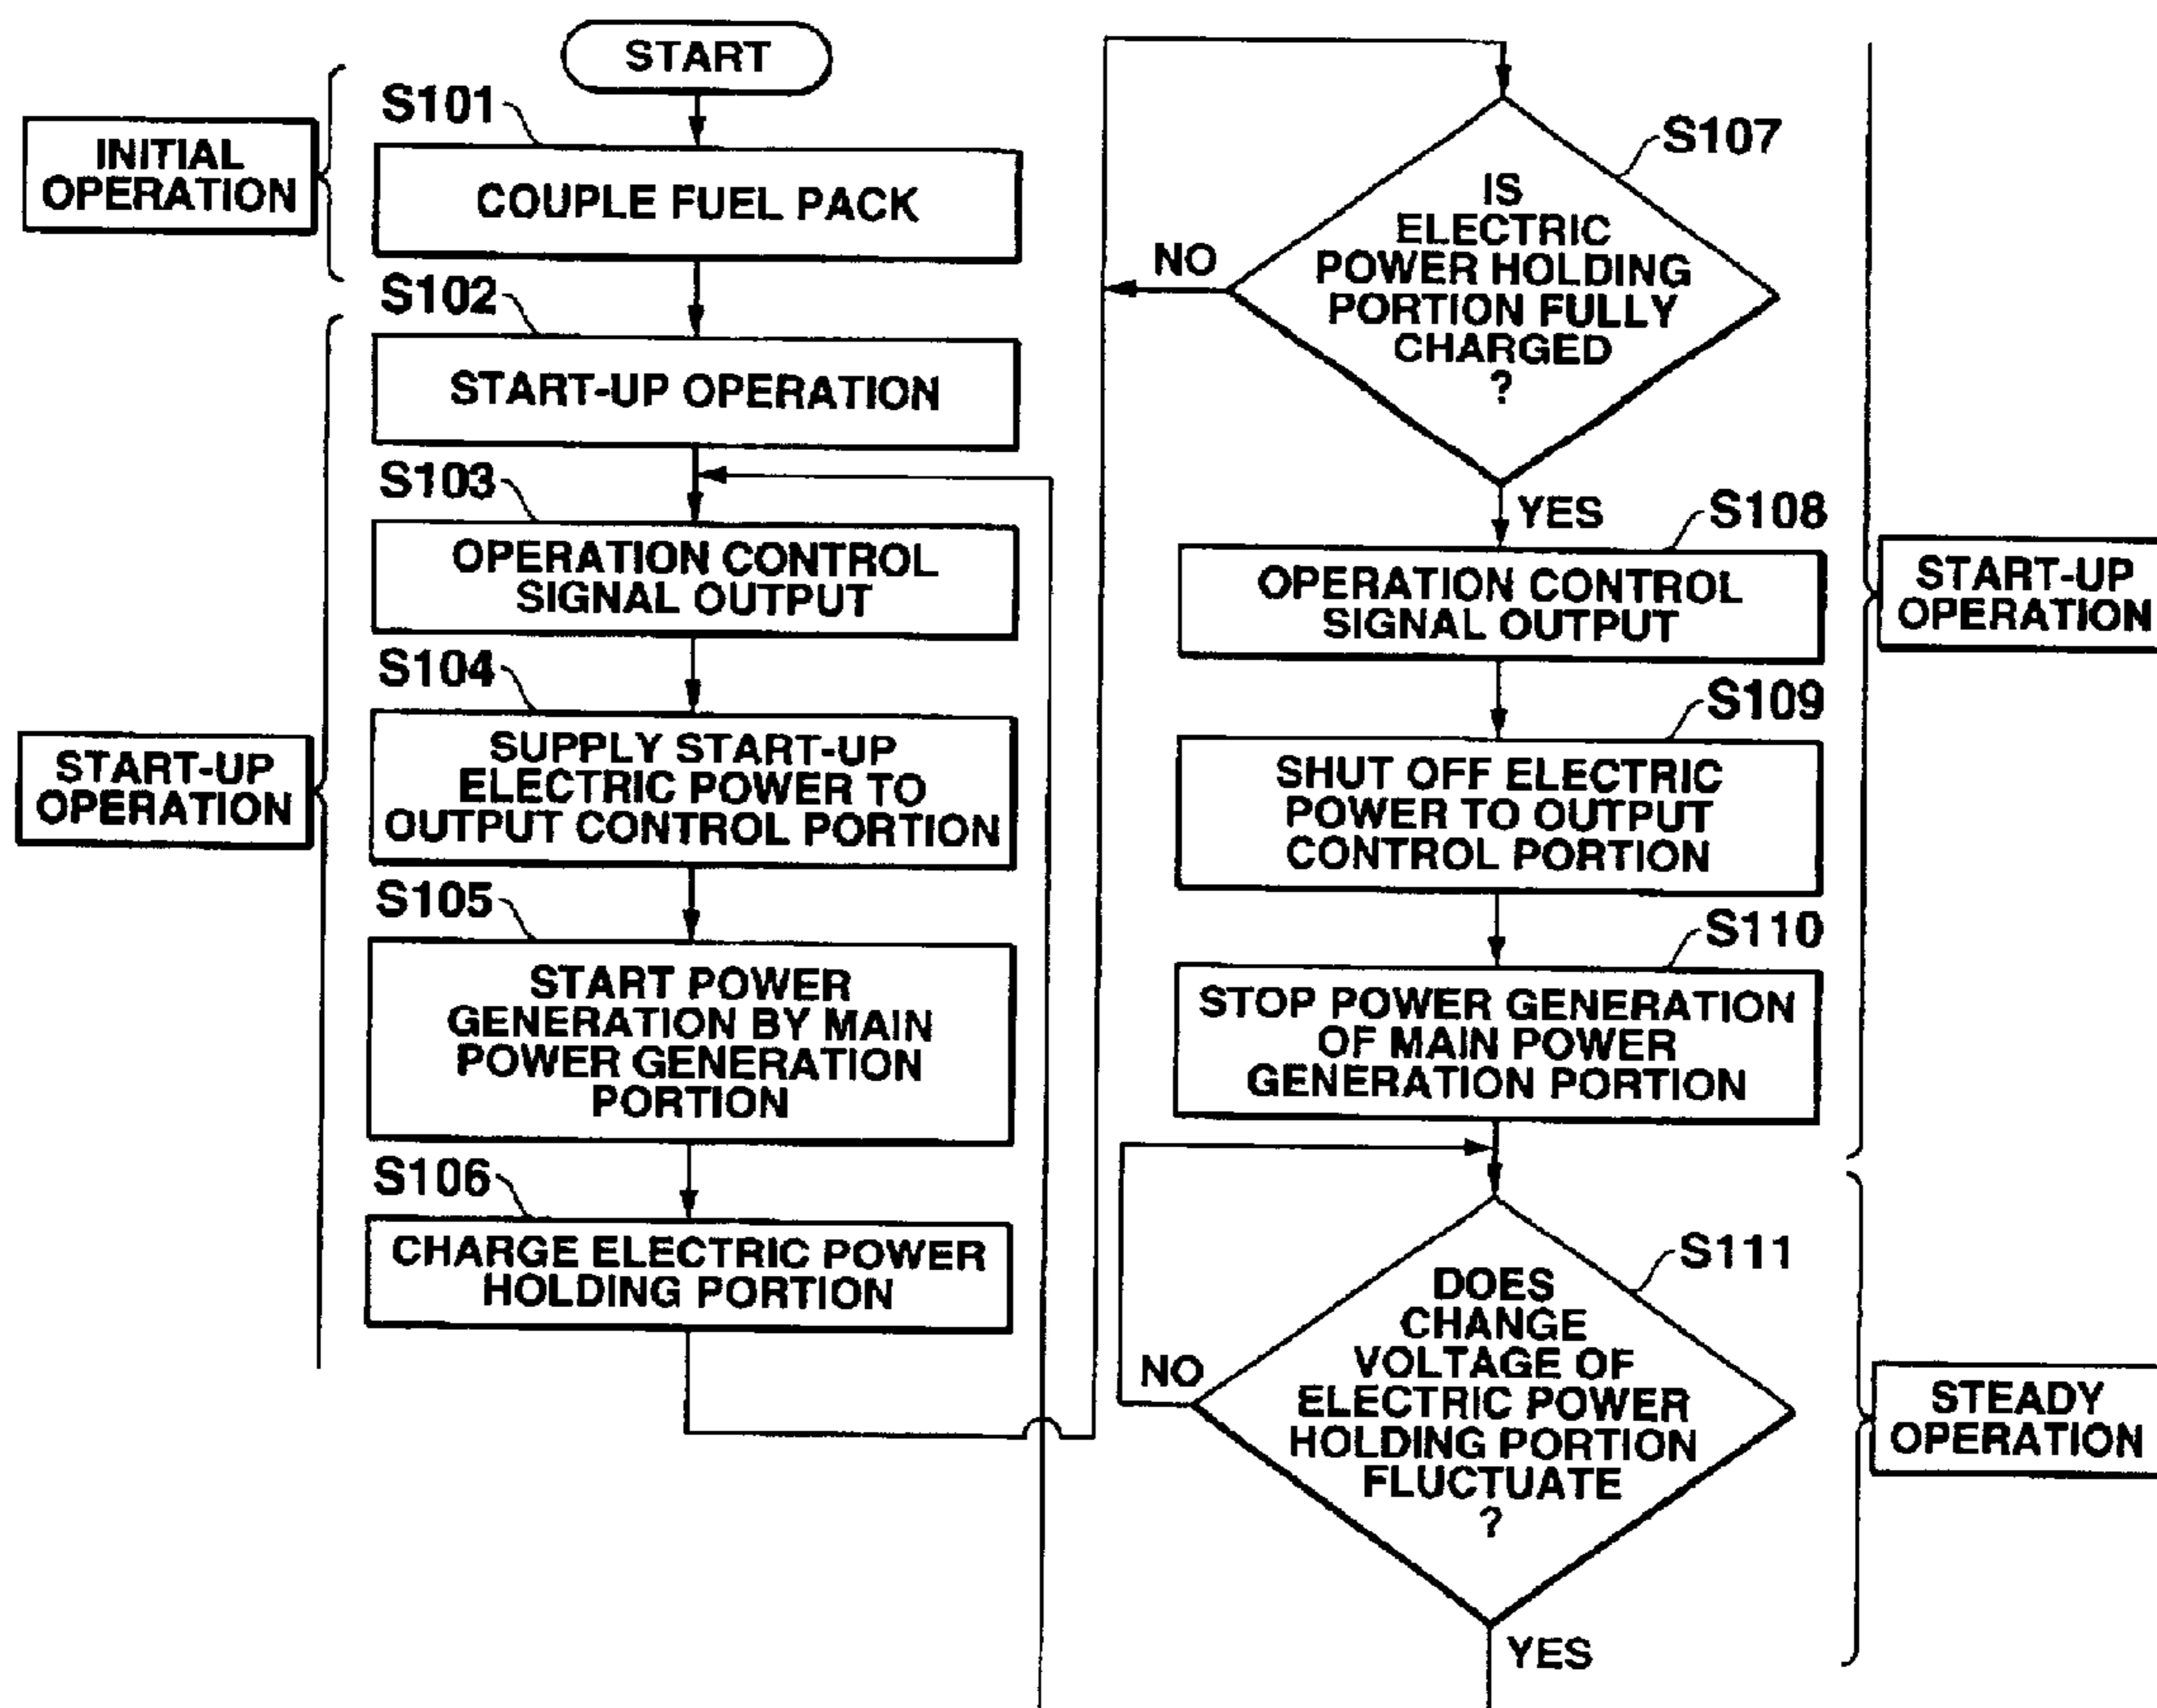 START
INITIAL
OPERATION
S101
COUPLE FUEL PACK
S102
START-UP OPERATION
S103
OPERATION CONTROL
SIGNAL OUTPUT
S104
SUPPLY START-UP
ELECTRIC POWER TO
OUTPUT CONTROL PORTION
START-UP
OPERATION
S105
START POWER
GENERATION BY MAIN
POWER GENERATION
PORTION
S106
CHARGE ELECTRIC POWER
HOLDING PORTION
S107
IS
ELECTRIC
POWER HOLDING
PORTION FULLY
CHARGED
?
NO
YES
S108
OPERATION CONTROL
SIGNAL OUTPUT
START-UP
OPERATION
S109
SHUT OFF ELECTRIC
POWER TO OUTPUT
CONTROL PORTION
S110
STOP POWER GENERATION
OF MAIN POWER
GENERATION PORTION
S111
DOES
CHANGE
VOLTAGE OF
ELECTRIC POWER
HOLDING PORTION
FLUCTUATE
?
NO
YES
STEADY
OPERATION